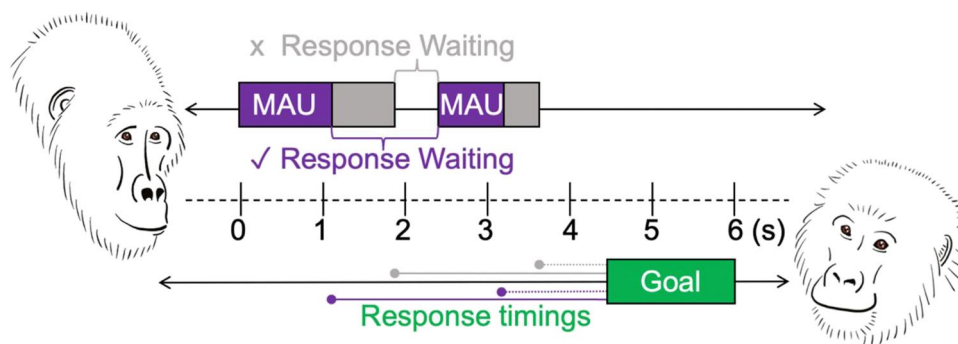 x Response Waiting
MAU MAU
✓ Response Waiting
0 1 2 3 4 5 6 (s)
Goal
Response timings